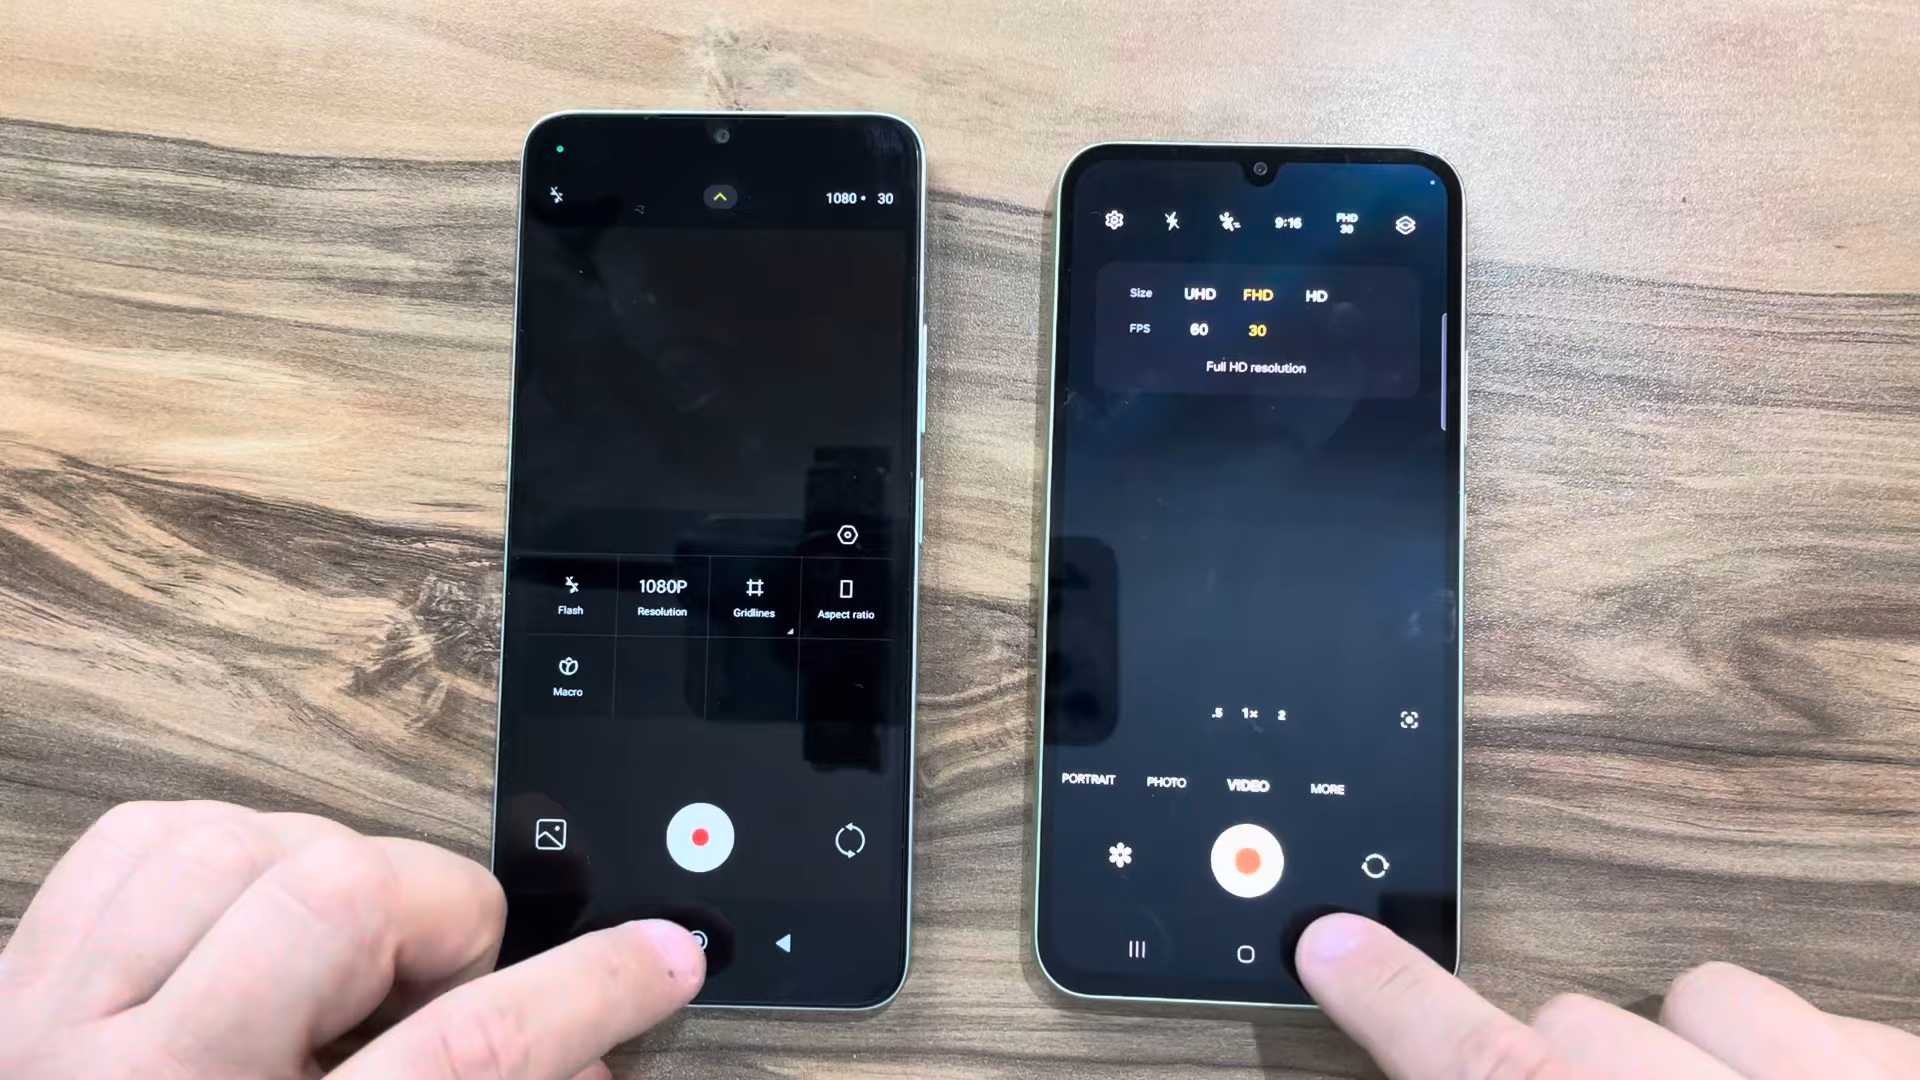 1080 • 30
1080P
Flash
Resolution
Gridlines
Aspect ratio
Macro
9:16
FHD
30
Size UHD FHD HD
FPS 60 30
Full HD resolution
.5 1× 2
PORTRAIT PHOTO VIDEO MORE